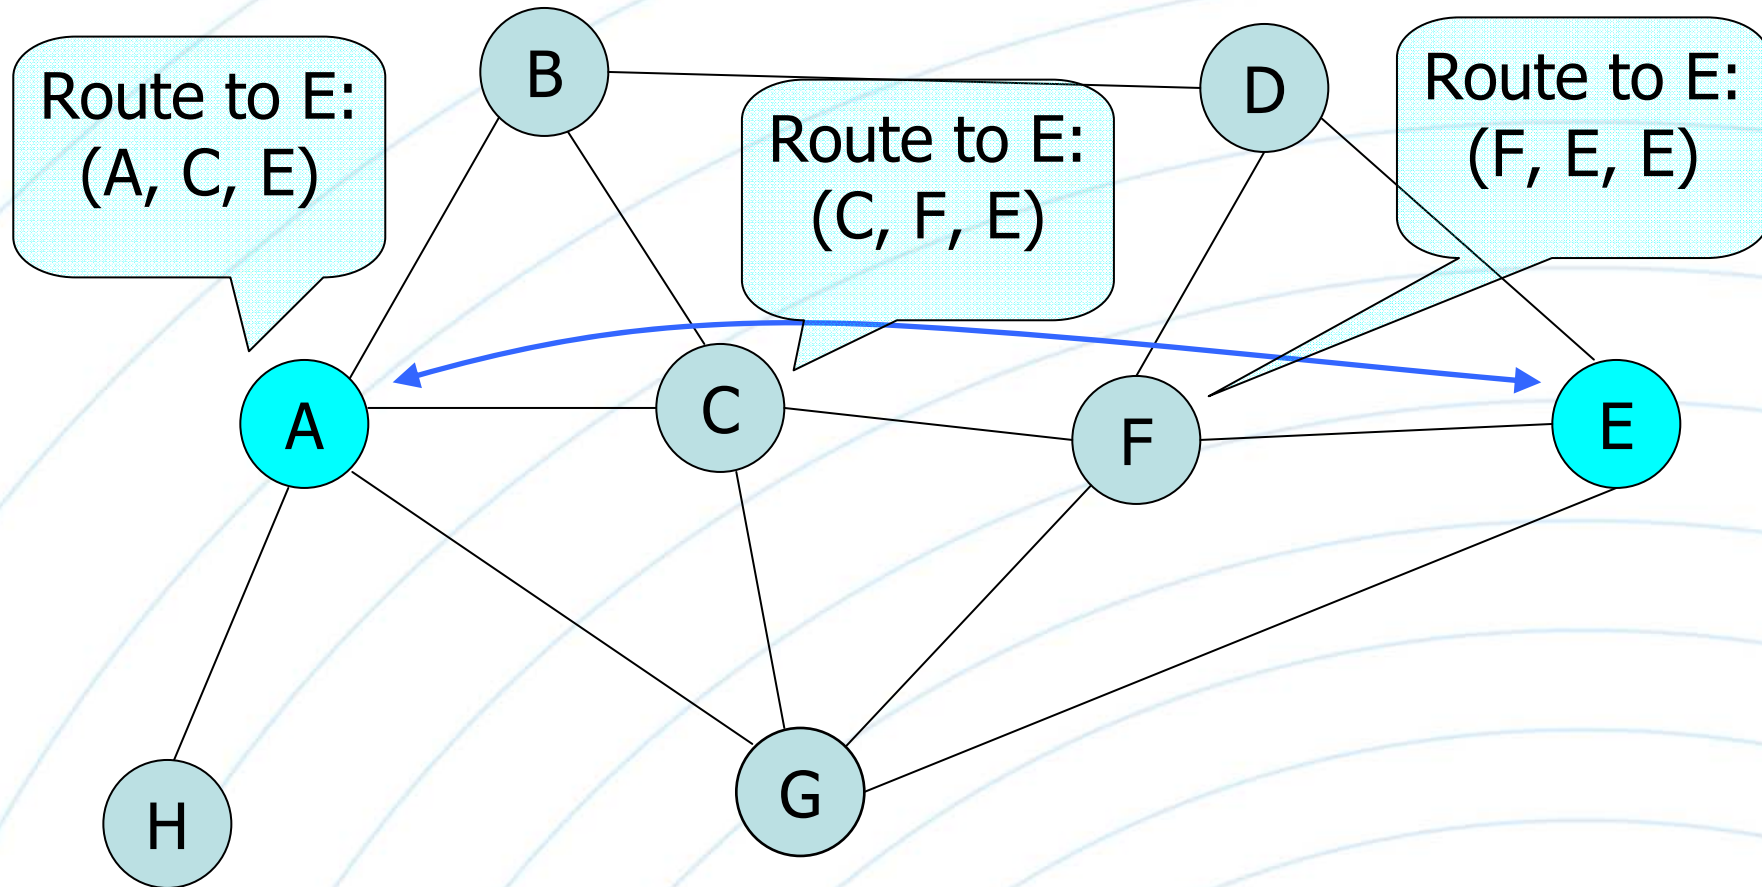 Route to E:
(A, C, E)
B
Route to E:
(C, F, E)
D
Route to E:
(F, E, E)
A
C
F
E
H
G